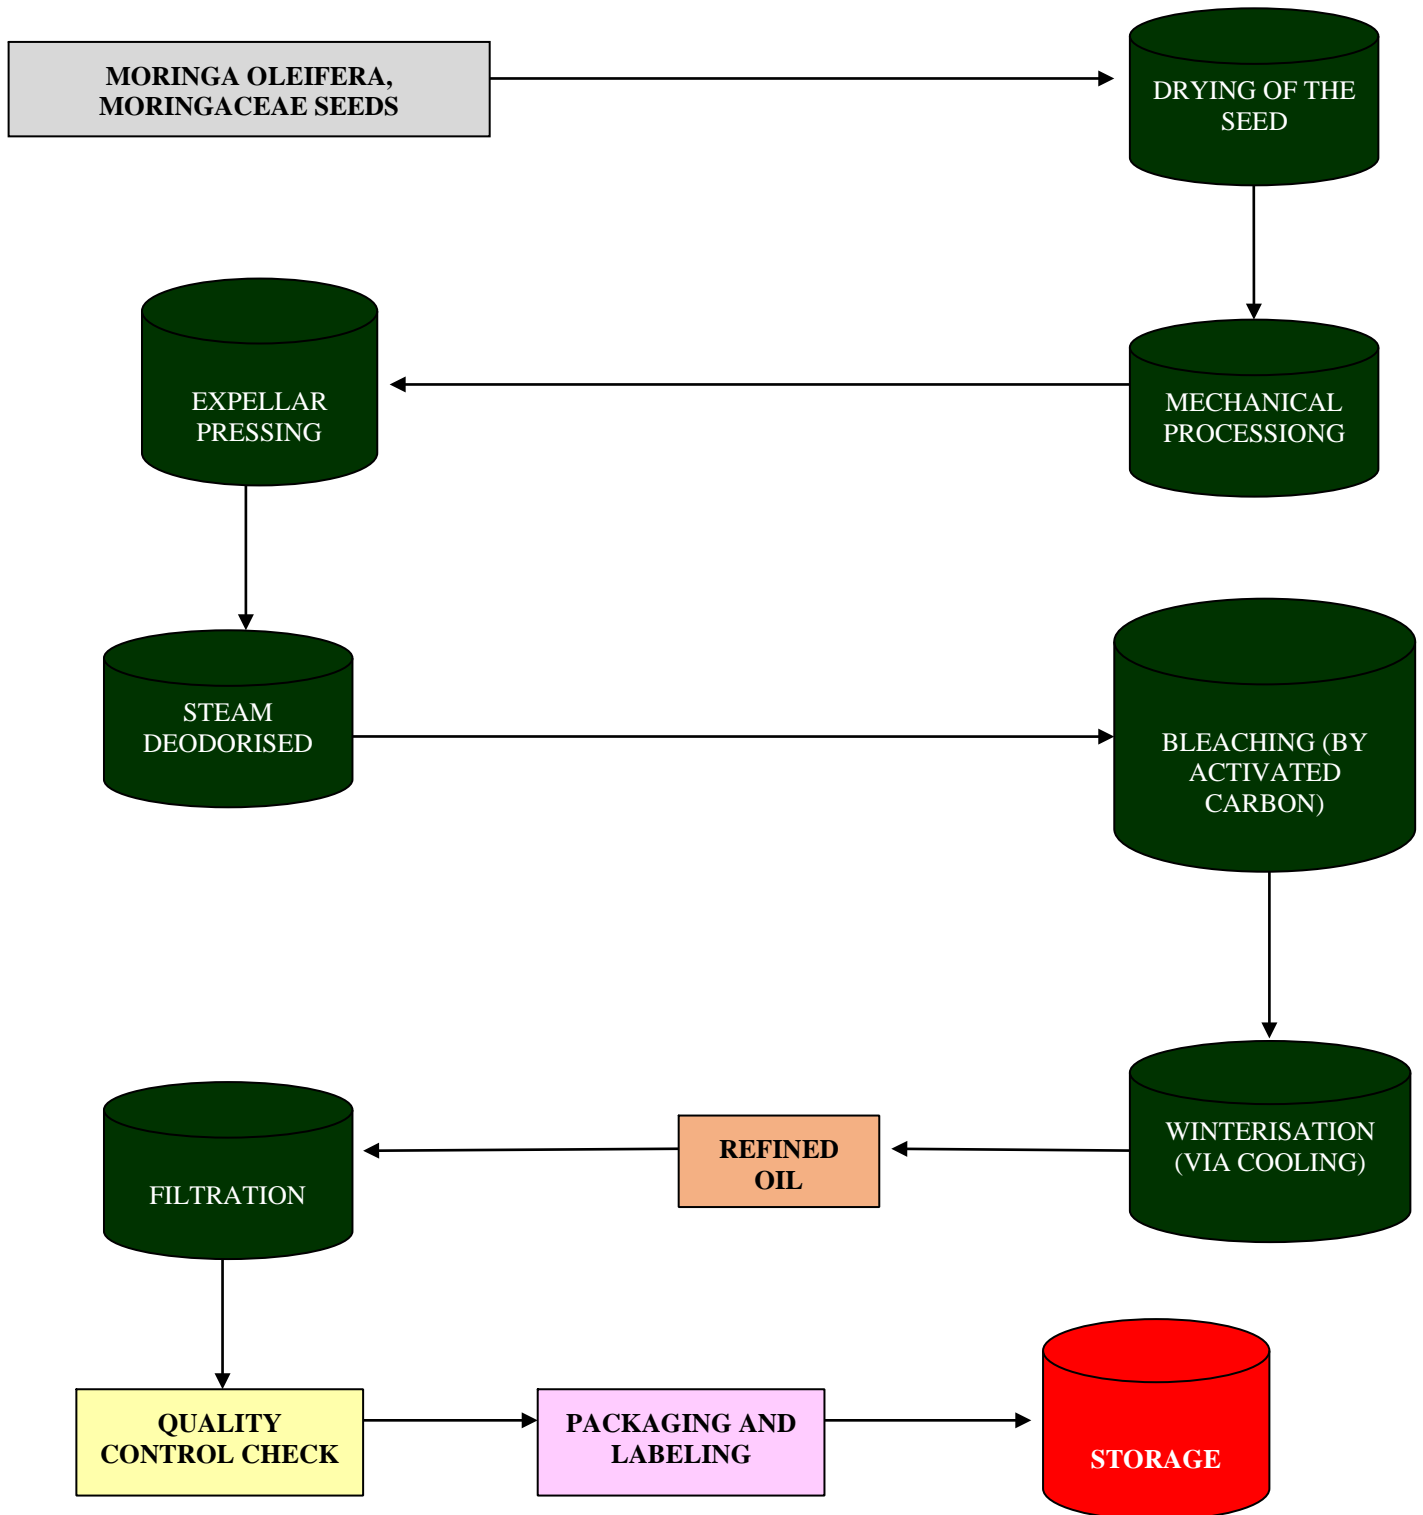 MORINGA OLEIFERA,
MORINGACEAE SEEDS
DRYING OF THE
SEED
MECHANICAL
PROCESSIONG
EXPELLAR
PRESSING
STEAM
DEODORISED
BLEACHING (BY
ACTIVATED
CARBON)
WINTERISATION
(VIA COOLING)
REFINED
OIL
FILTRATION
QUALITY
CONTROL CHECK
PACKAGING AND
LABELING
STORAGE